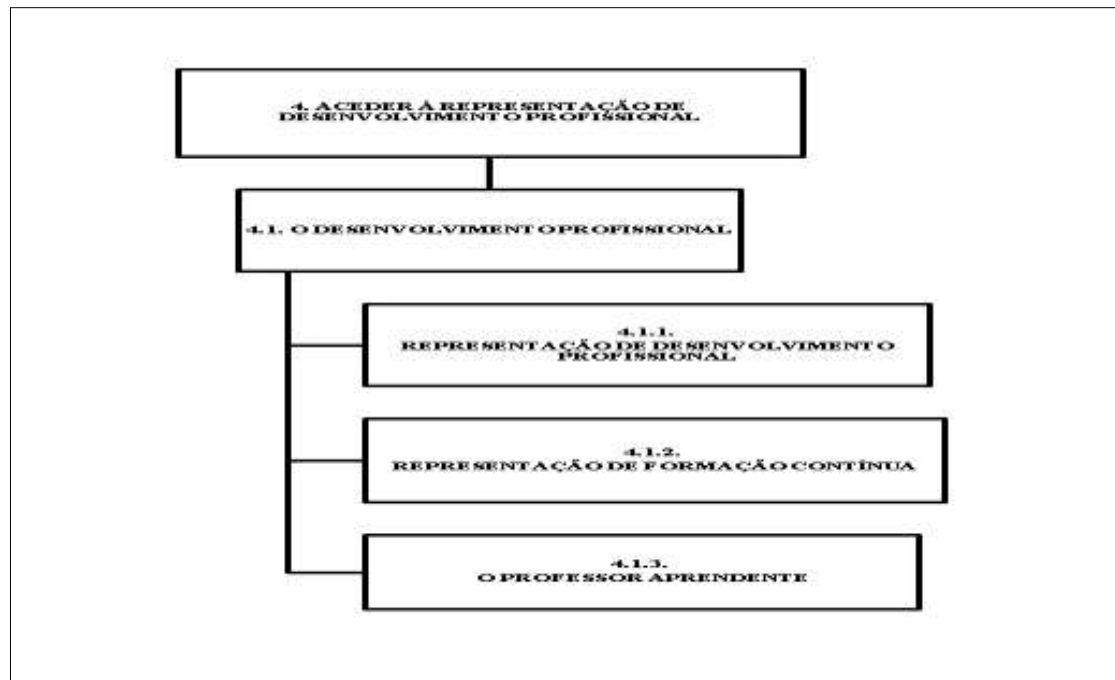 4. ACEDER À REPRESENTAÇÃO DE
DESENVOLVIMENTO PROFISSIONAL
4.1. O DESENVOLVIMENTO PROFISSIONAL
4.1.1.
REPRESENTAÇÃO DE DESENVOLVIMENTO
PROFISSIONAL
4.1.2.
REPRESENTAÇÃO DE FORMAÇÃO CONTÍNUA
4.1.3.
O PROFESSOR APRENDENTE